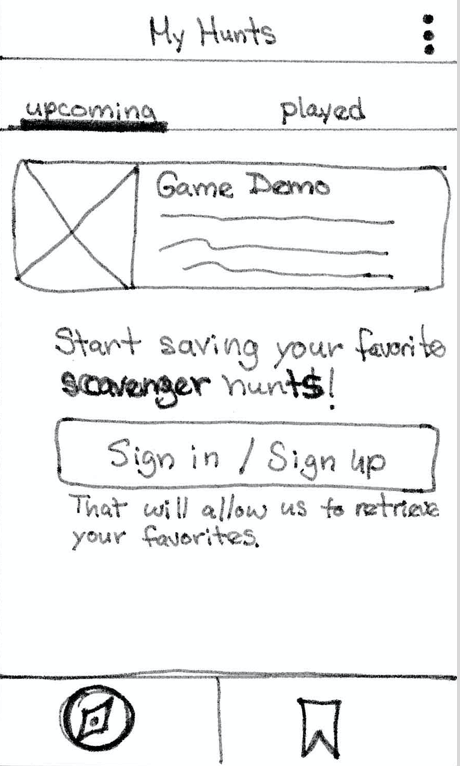 My Hunts
upcoming
played
Game Demo
Start saving your favorite
scavenger hunts!
Sign in / Sign up
That will allow us to retrieve
your favorites.